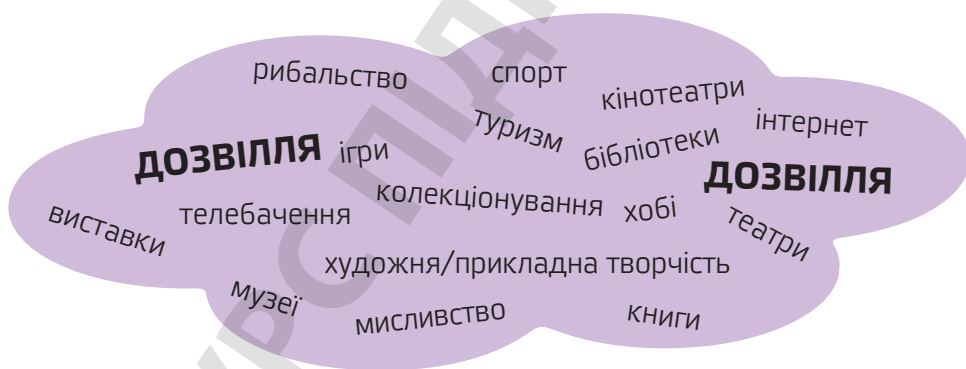 рибальство
спорт
кінотеатри
туризм
інтернет
ДОЗВІЛЛЯ
ігри
бібліотеки
ДОЗВІЛЛЯ
колекціонування
хобі
виставки
телебачення
театри
художня/прикладна творчість
музеї
мисливство
книги